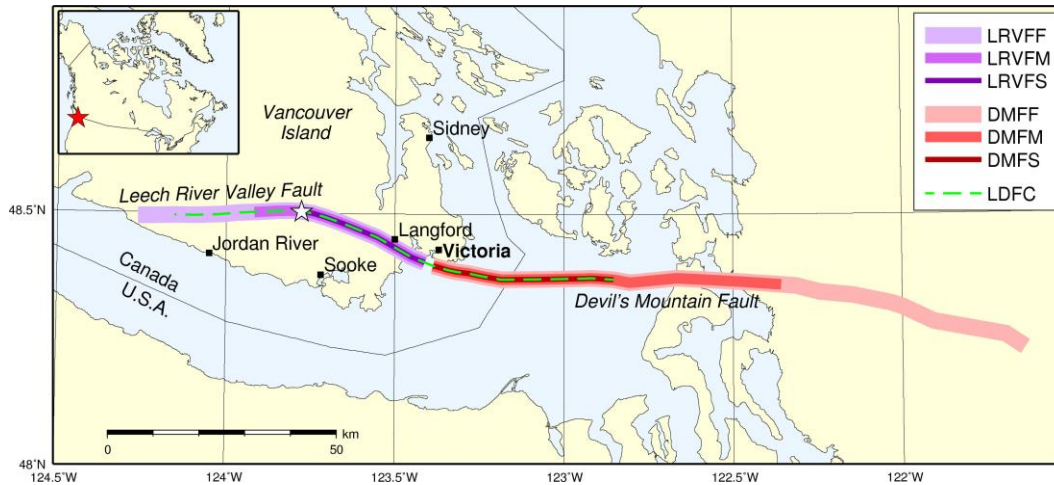 LRVFF
LRVFM
LRVFS
DMFF
DMFM
DMFS
LDFC
Vancouver
Island
Sidney
Leech River Valley Fault
48.5˚N
Langford
Victoria
Jordan River
Sooke
Canada
U.S.A.
Devil's Mountain Fault
km
0
50
48˚N
124.5˚W
124˚W
123.5˚W
123˚W
122.5˚W
122˚W